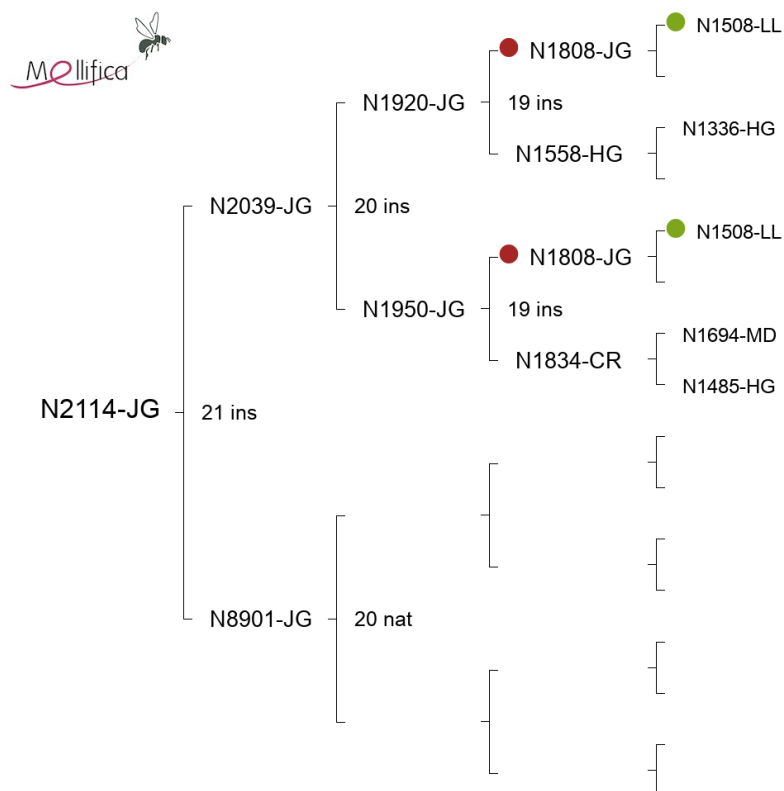 Mellifica
N1508-LL
N1808-JG
N1920-JG
19 ins
N1336-HG
N1558-HG
N2039-JG
20 ins
N1508-LL
N1808-JG
N1950-JG
19 ins
N1694-MD
N1834-CR
N1485-HG
N2114-JG
21 ins
N8901-JG
20 nat